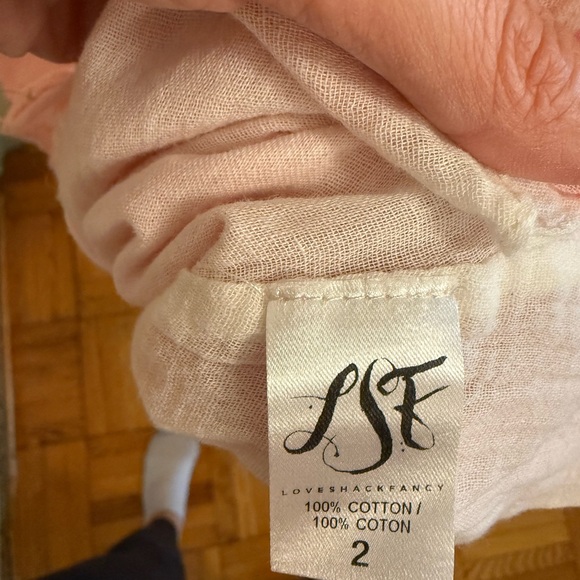 LSF
LOVESHACKFANCY
100% COTTON /
100% COTON
2